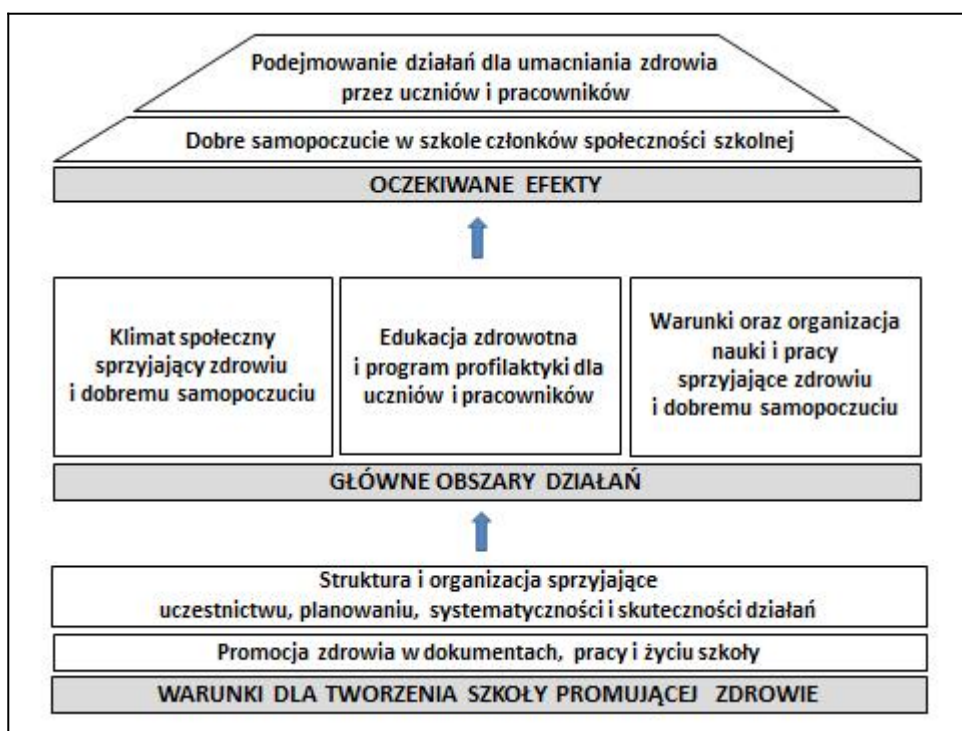 Podejmowanie działań dla umacniania zdrowia
przez uczniów i pracowników
Dobre samopoczucie w szkole członków społeczności szkolnej
OCZEKIWANE EFEKTY
Klimat społeczny
sprzyjający zdrowiu
i dobremu samopoczuciu
Edukacja zdrowotna
i program profilaktyki dla
uczniów i pracowników
Warunki oraz organizacja
nauki i pracy
sprzyjające zdrowiu
i dobremu samopoczuciu
GŁÓWNE OBSZARY DZIAŁAŃ
Struktura i organizacja sprzyjające
uczestnictwu, planowaniu, systematyczności i skuteczności działań
Promocja zdrowia w dokumentach, pracy i życiu szkoły
WARUNKI DLA TWORZENIA SZKOŁY PROMUJĄCEJ ZDROWIE